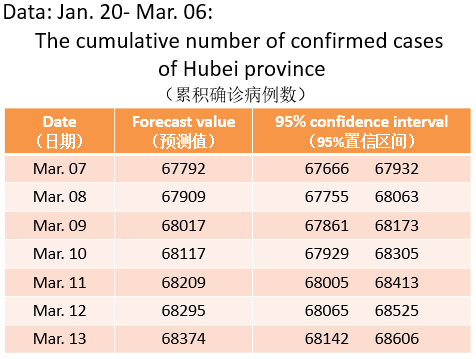 Data: Jan. 20- Mar. 06:
The cumulative number of confirmed cases
of Hubei province
（累积确诊病例数）
Date Forecast value 95% confidence interval
（日期） （预测值） （95%置信区间）
Mar. 07 67792 67666 67932
Mar. 08 67909 67755 68063
Mar. 09 68017 67861 68173
Mar. 10 68117 67929 68305
Mar. 11 68209 68005 68413
Mar. 12 68295 68065 68525
Mar. 13 68374 68142 68606